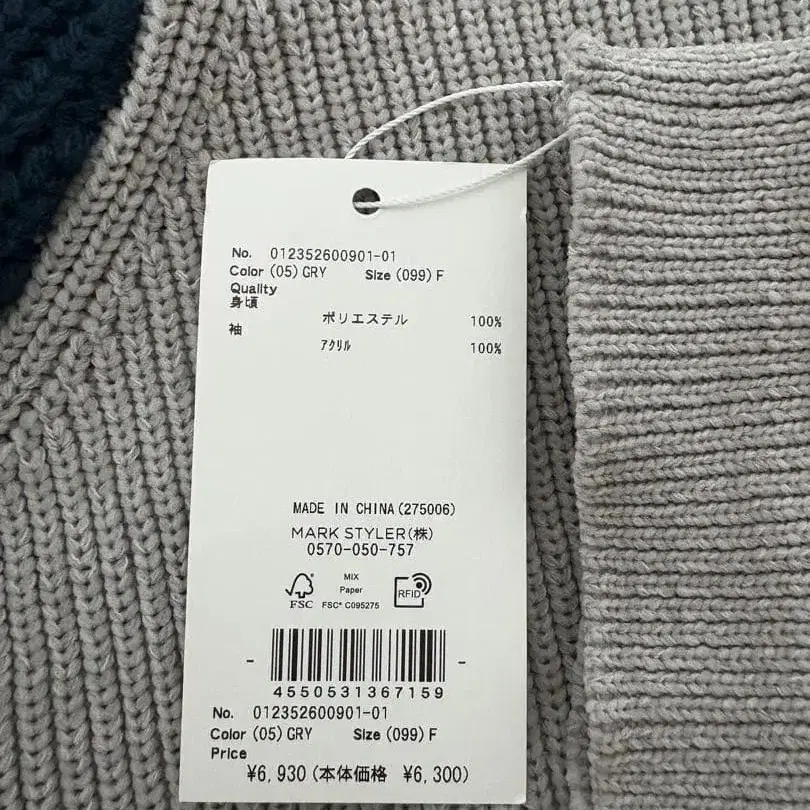 No. 012352600901-01
Color (05) GRY Size (099) F
Quality
身頃
ポリエステル 100%
袖
ｱｸﾘﾙ 100%
MADE IN CHINA (275006)
MARK STYLER(株)
0570-050-757
FSC
MIX
Paper
FSC® C095275
RFID
4550531367159
No. 012352600901-01
Color (05) GRY Size (099) F
Price
¥6,930 (本体価格 ¥6,300)